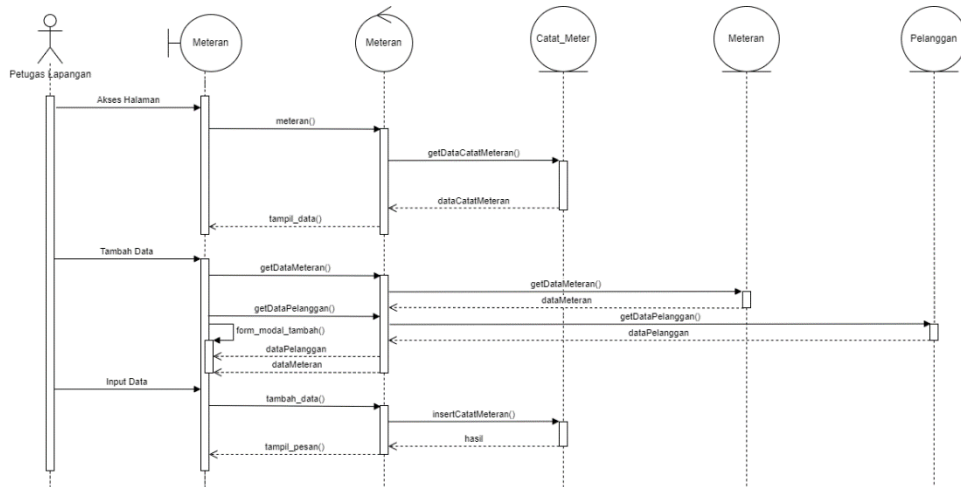 Petugas Lapangan
Meteran
Meteran
Catat_Meter
Meteran
Pelanggan
Akses Halaman
meteran()
getDataCatatMeteran()
dataCatatMeteran
tampil_data()
Tambah Data
getDataMeteran()
getDataMeteran()
dataMeteran
getDataPelanggan()
getDataPelanggan()
form_modal_tambah()
dataPelanggan
dataPelanggan
dataMeteran
Input Data
tambah_data()
insertCatatMeteran()
hasil
tampil_pesan()